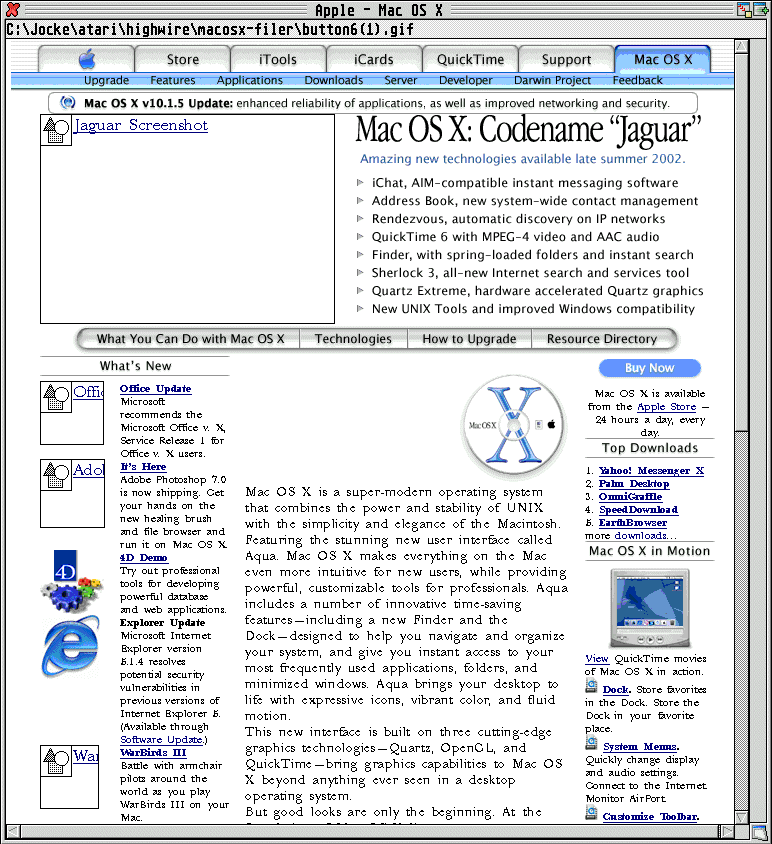 Apple - Mac OS X
C:\Jocke\atari\highwire\macosx-filer\button6(1).gif
Store
iTools
iCards
QuickTime
Support
Mac OS X
Upgrade Features Applications Downloads Server Developer Darwin Project Feedback
Mac OS X v10.1.5 Update: enhanced reliability of applications, as well as improved networking and security.
Jaguar Screenshot
Mac OS X: Codename “Jaguar”
Amazing new technologies available late summer 2002.
iChat, AIM-compatible instant messaging software
Address Book, new system-wide contact management
Rendezvous, automatic discovery on IP networks
QuickTime 6 with MPEG-4 video and AAC audio
Finder, with spring-loaded folders and instant search
Sherlock 3, all-new Internet search and services tool
Quartz Extreme, hardware accelerated Quartz graphics
New UNIX Tools and improved Windows compatibility
What You Can Do with Mac OS X
Technologies
How to Upgrade
Resource Directory
What's New
Offic
Office Update
Microsoft
recommends the
Microsoft Office v. X,
Service Release 1 for
Office v. X users.
Adob
It's Here
Adobe Photoshop 7.0
is now shipping. Get
your hands on the
new healing brush
and file browser and
run it on Mac OS X.
4D
4D Demo
Try out professional
tools for developing
powerful database
and web applications.
Explorer Update
Microsoft Internet
Explorer version
5.1.4 resolves
potential security
vulnerabilities in
previous versions of
Internet Explorer 5.
(Available through
Software Update.)
War
WarBirds III
Battle with armchair
pilots around the
world as you play
WarBirds III on your
Mac.
Mac OS X
X
Mac OS X is a super-modern operating system
that combines the power and stability of UNIX
with the simplicity and elegance of the Macintosh.
Featuring the stunning new user interface called
Aqua. Mac OS X makes everything on the Mac
even more intuitive for new users, while providing
powerful, customizable tools for professionals. Aqua
includes a number of innovative time-saving
features—including a new Finder and the
Dock—designed to help you navigate and organize
your system, and give you instant access to your
most frequently used applications, folders, and
minimized windows. Aqua brings your desktop to
life with expressive icons, vibrant color, and fluid
motion.
This new interface is built on three cutting-edge
graphics technologies—Quartz, OpenGL, and
QuickTime—bring graphics capabilities to Mac OS
X beyond anything ever seen in a desktop
operating system.
But good looks are only the beginning. At the
Buy Now
Mac OS X is available
from the Apple Store —
24 hours a day, every
day.
Top Downloads
1. Yahoo! Messenger X
2. Palm Desktop
3. OmniGraffle
4. SpeedDownload
5. EarthBrowser
more downloads...
Mac OS X in Motion
View QuickTime movies
of Mac OS X in action.
Dock. Store favorites
in the Dock. Store the
Dock in your favorite
place.
System Menus.
Quickly change display
and audio settings.
Connect to the Internet.
Monitor AirPort.
Customize Toolbar.